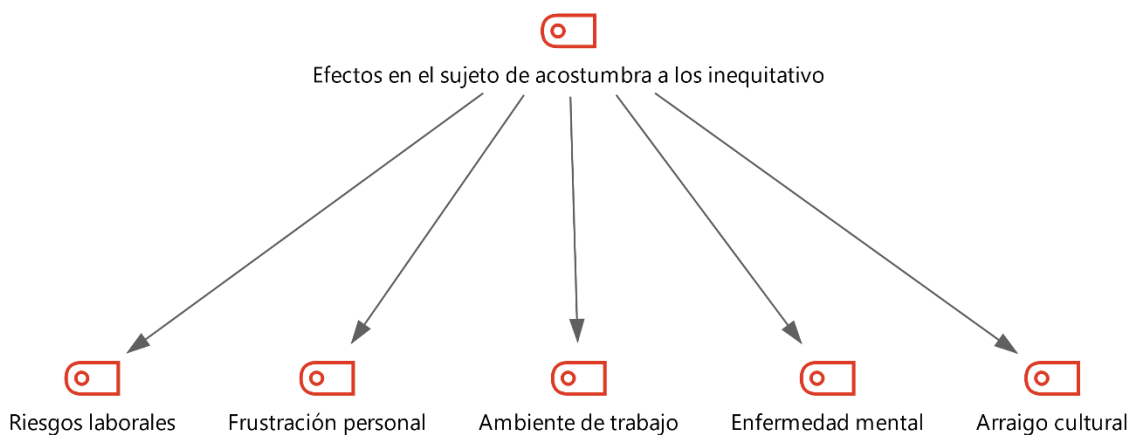 Efectos en el sujeto de acostumbra a los inequitativo
Riesgos laborales
Frustración personal
Ambiente de trabajo
Enfermedad mental
Arraigo cultural